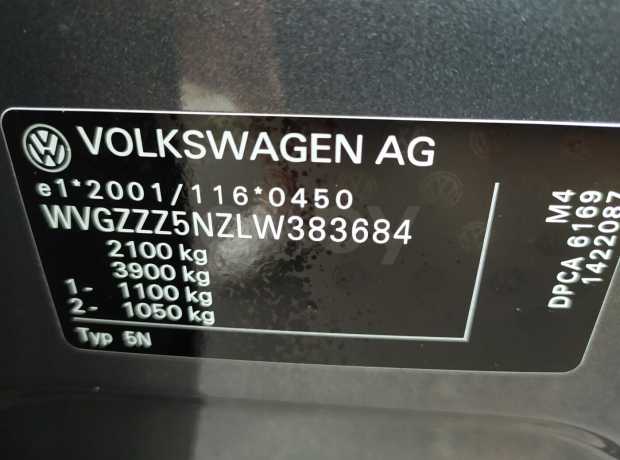 VOLKSWAGEN AG
e1*2001/116*0450
WVGZZZ5NZLW383684
2100 kg
3900 kg
1- 1100 kg
2- 1050 kg
Typ 5N
M4
DPCA 6169
1422087